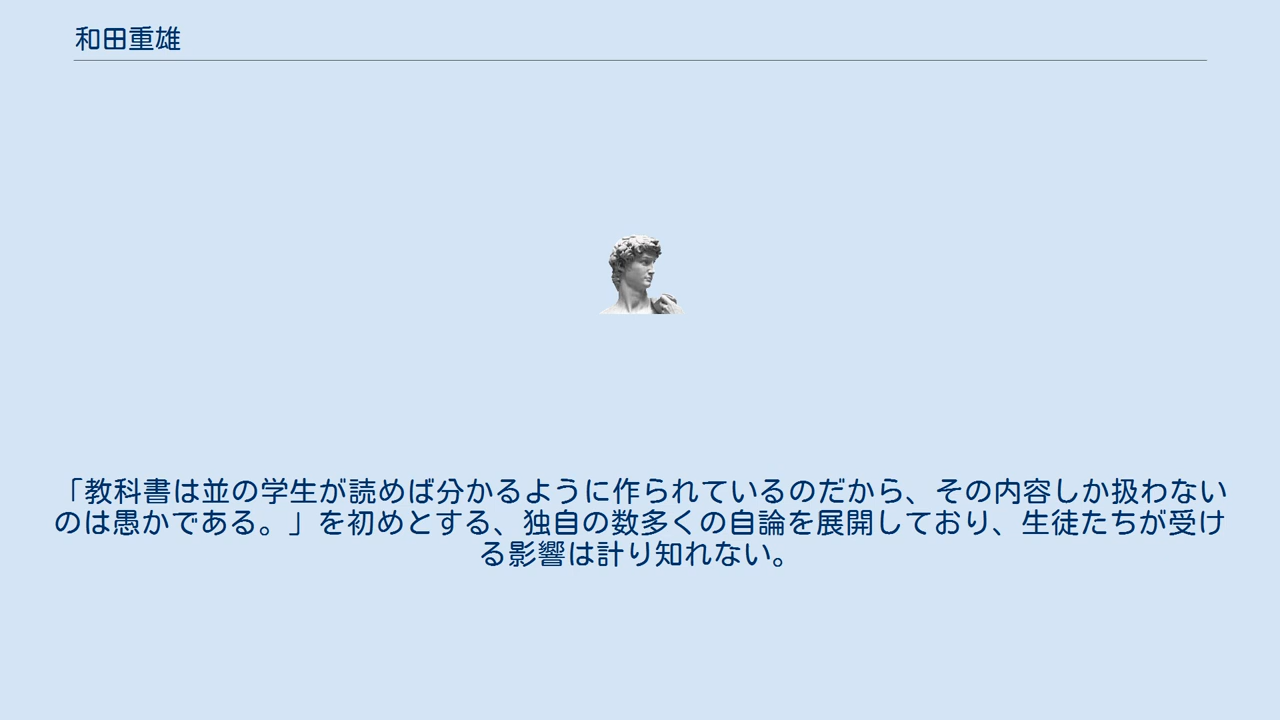 和田重雄
「教科書は並の学生が読めば分かるように作られているのだから、その内容しか扱わない
のは愚かである。」を初めとする、独自の数多くの自論を展開しており、生徒たちが受け
る影響は計り知れない。